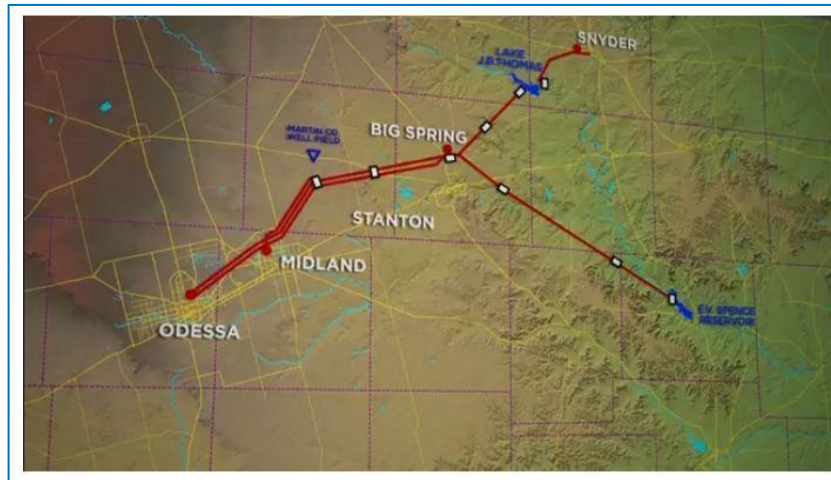 SNYDER
LAKE
J.B.THOMAS
BIG SPRING
MARTIN CO.
WELL FIELD
STANTON
MIDLAND
ODESSA
E.V. SPENCE
RESERVOIR